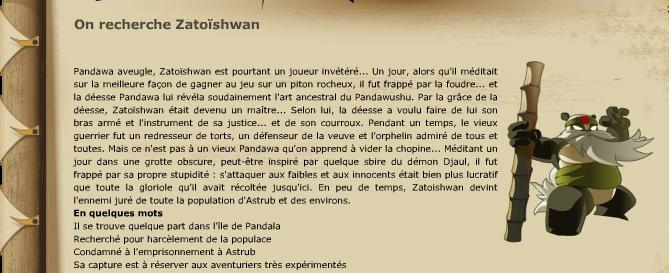 On recherche Zatoïshwan
Pandawa aveugle, Zatoïshwan est pourtant un joueur invétéré... Un jour, alors qu'il méditait
sur la meilleure façon de gagner au jeu sur un piton rocheux, il fut frappé par la foudre... et
la déesse Pandawa lui révéla soudainement l'art ancestral du Pandawushu. Par la grâce de la
déesse, Zatoïshwan était devenu un maître... Selon lui, la déesse a voulu faire de lui son
bras armé et l'instrument de sa justice... et de son courroux. Pendant un temps, le vieux
guerrier fut un redresseur de torts, un défenseur de la veuve et l'orphelin admiré de tous et
toutes. Mais ce n'est pas à un vieux Pandawa qu'on apprend à vider la chopine... Méditant un
jour dans une grotte obscure, peut-être inspiré par quelque sbire du démon Djaul, il fut
frappé par sa propre stupidité : s'attaquer aux faibles et aux innocents était bien plus lucratif
que toute la gloriole qu'il avait récoltée jusqu'ici. En peu de temps, Zatoishwan devint
l'ennemi juré de toute la population d'Astrub et des environs.
En quelques mots
Il se trouve quelque part dans l'île de Pandala
Recherché pour harcèlement de la populace
Condamné à l'emprisonnement à Astrub
Sa capture est à réserver aux aventuriers très expérimentés